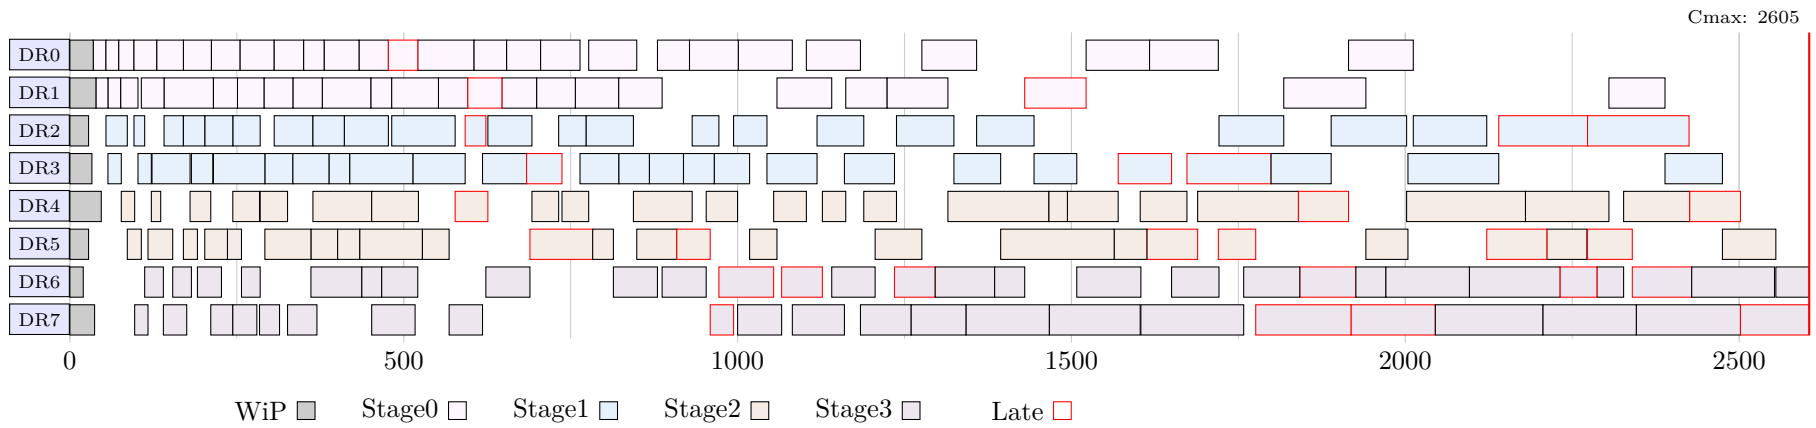 Cmax: 2605
DR0
DR1
DR2
DR3
DR4
DR5
DR6
DR7
0 500 1000 1500 2000 2500
WiP Stage0 Stage1 Stage2 Stage3 Late